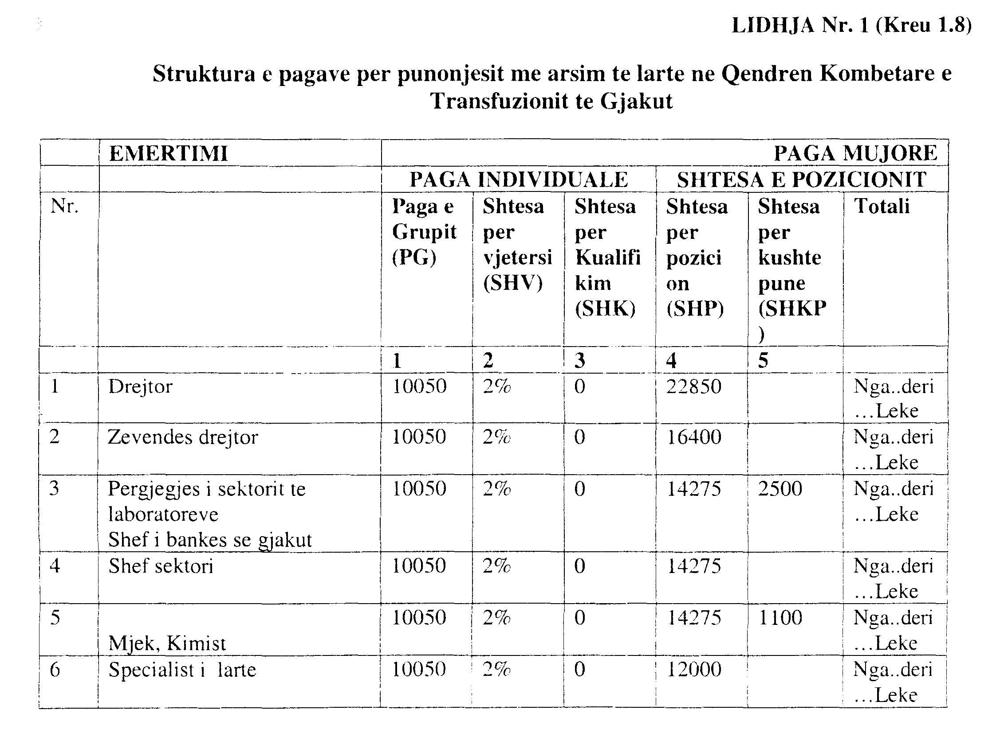 LIDHJA Nr. 1 (Kreu 1.8)
Struktura e pagave per punonjesit me arsim te larte ne Qendren Kombetare e
Transfuzionit te Gjakut
EMERTIMI PAGA MUJORE
PAGA INDIVIDUALE SHTESA E POZICIONIT
Nr. Paga e Shtesa Shtesa Shtesa Shtesa Totali
Grupit per per per per
(PG) vjetersi Kualifi pozici kushte
(SHV) kim on pune
(SHK) (SHP) (SHKP
)
1 2 3 4 5
1 Drejtor 10050 2% 0 22850 Nga..deri
...Leke
2 Zevendes drejtor 10050 2% 0 16400 Nga..deri
...Leke
3 Pergjegjes i sektorit te 10050 2% 0 14275 2500 Nga..deri
laboratoreve ...Leke
Shef i bankes se gjakut
4 Shef sektori 10050 2% 0 14275 Nga..deri
...Leke
5 10050 2% 0 14275 1100 Nga..deri
Mjek, Kimist ...Leke
6 Specialist i larte 10050 2% 0 12000 Nga..deri
...Leke